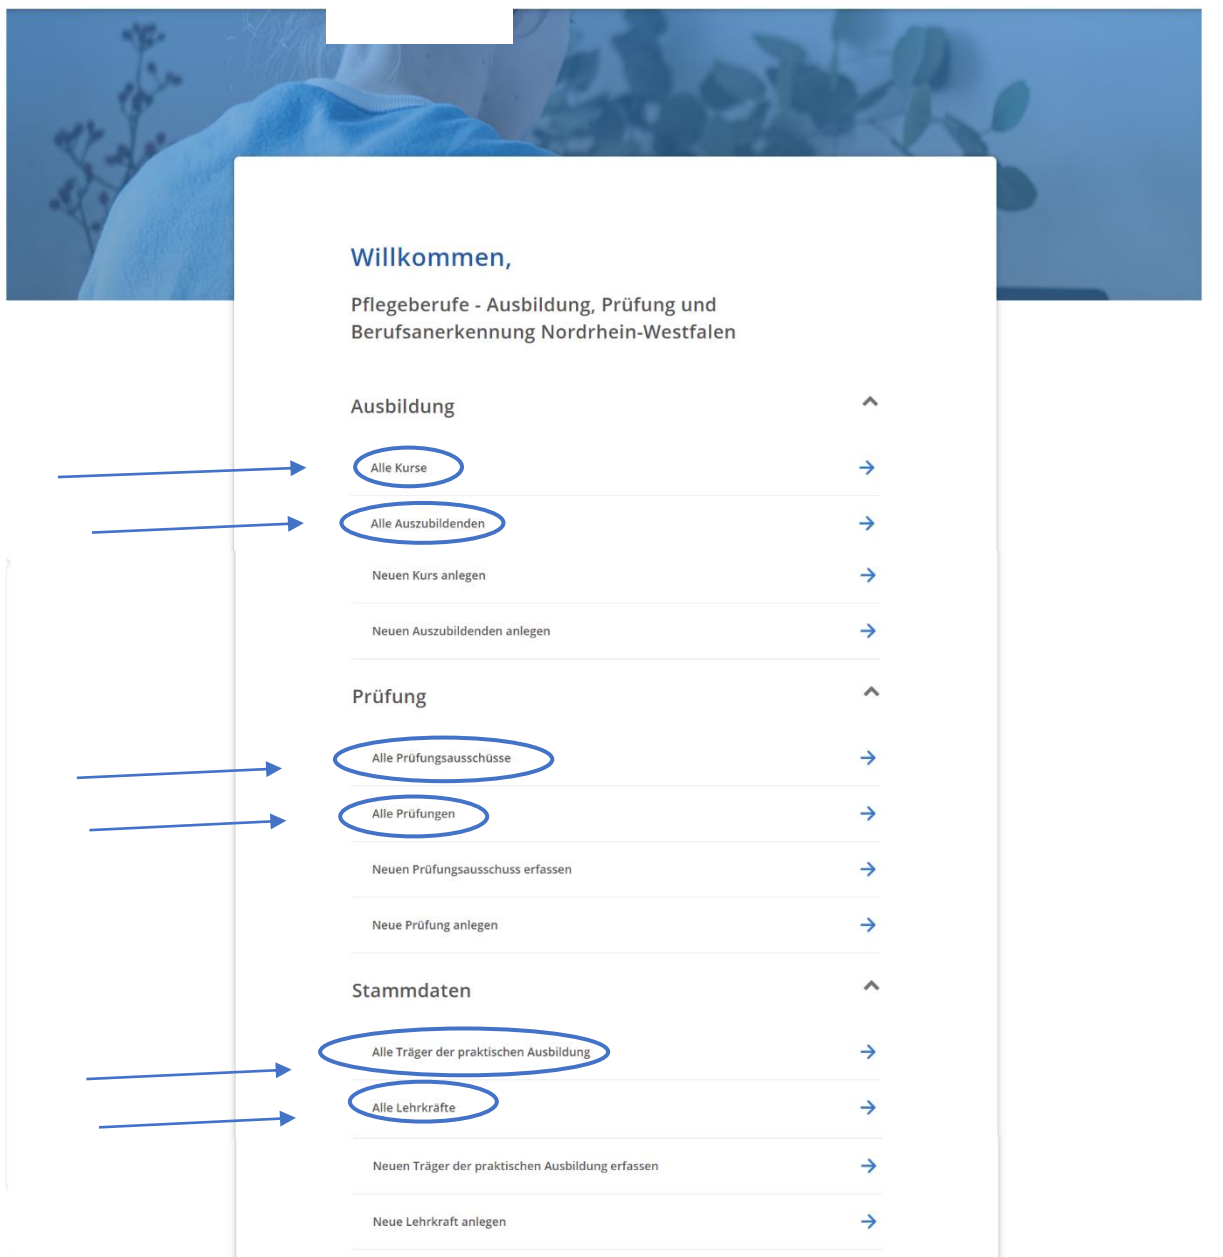 Willkommen,
Pflegeberufe - Ausbildung, Prüfung und
Berufsanerkennung Nordrhein-Westfalen
Ausbildung
Alle Kurse
Alle Auszubildenden
Neuen Kurs anlegen
Neuen Auszubildenden anlegen
Prüfung
Alle Prüfungsausschüsse
Alle Prüfungen
Neuen Prüfungsausschuss erfassen
Neue Prüfung anlegen
Stammdaten
Alle Träger der praktischen Ausbildung
Alle Lehrkräfte
Neuen Träger der praktischen Ausbildung erfassen
Neue Lehrkraft anlegen